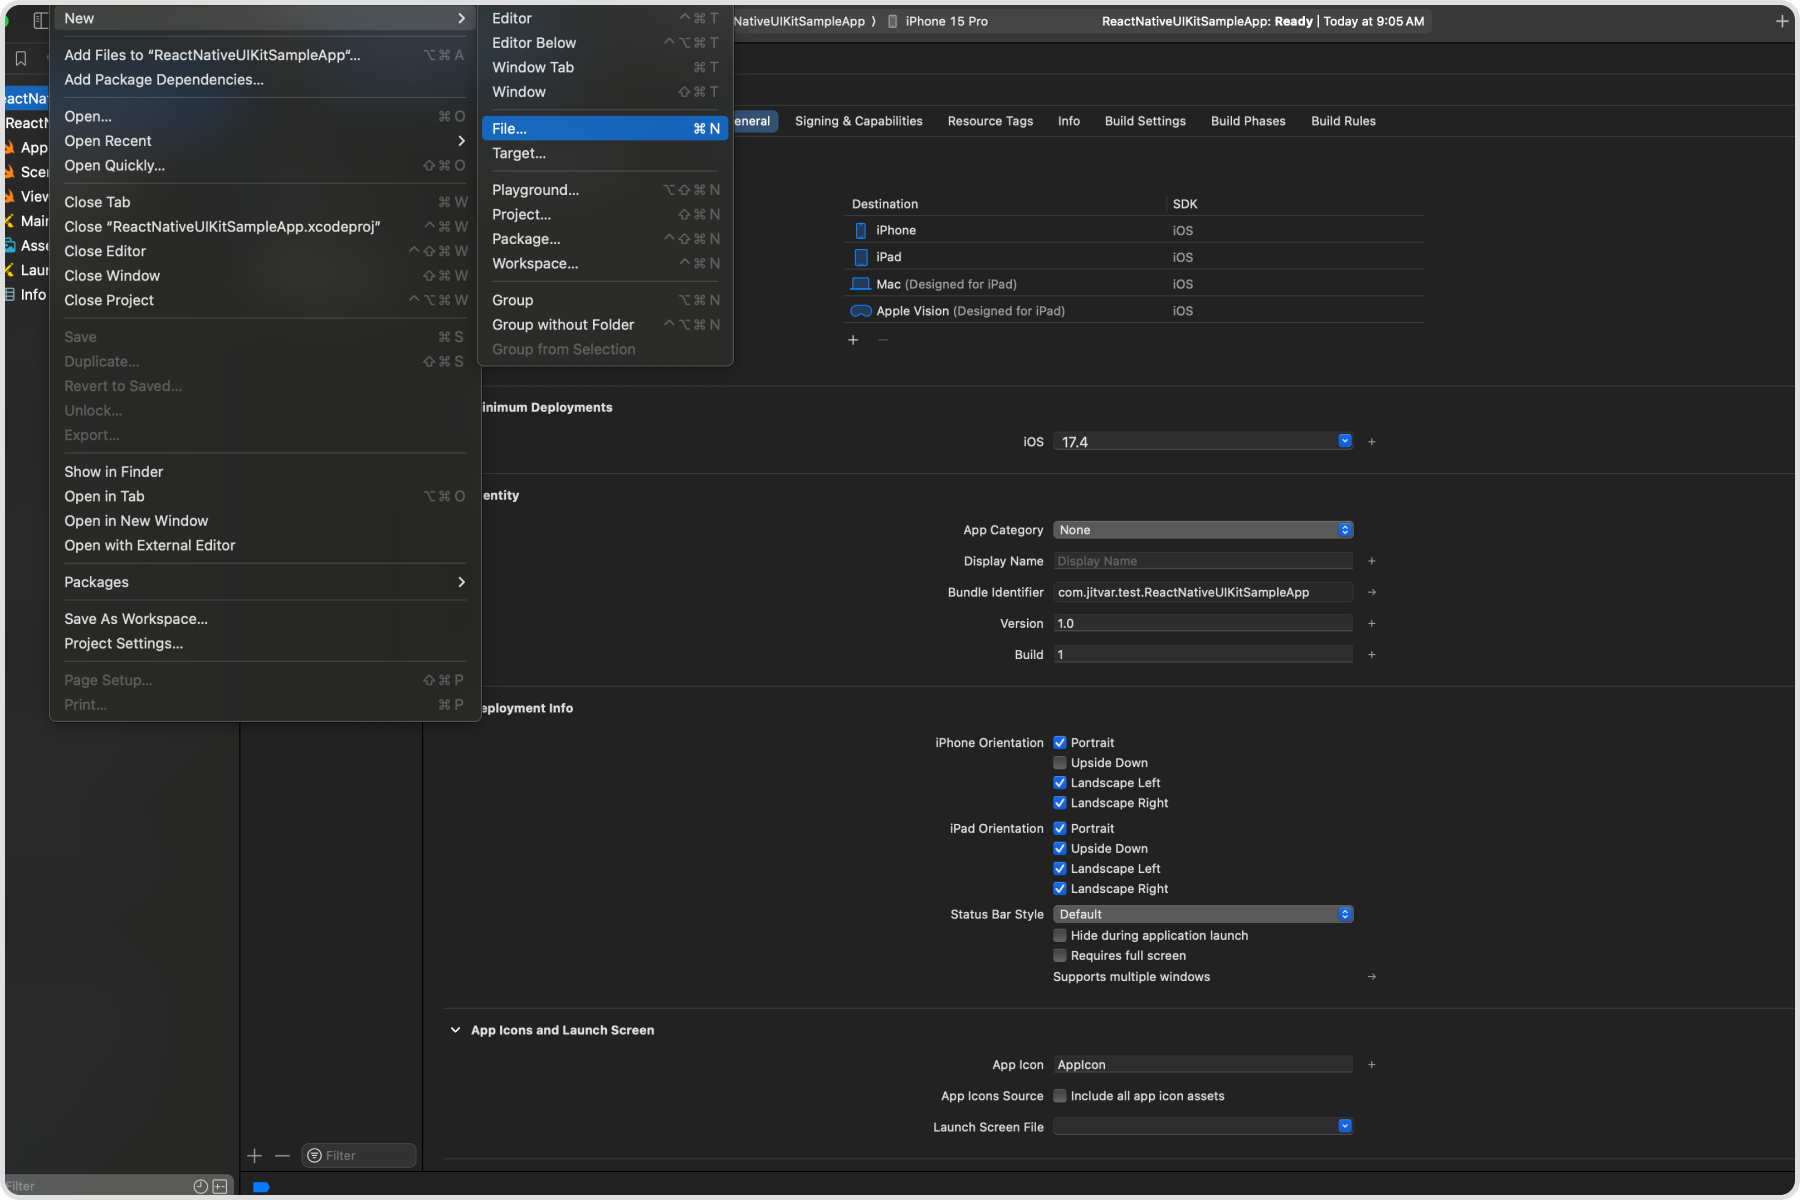 New
Add Files to “ReactNativeUIKitSampleApp“... ⌥⌘A
Add Package Dependencies...
Open... ⌘O
Open Recent
Open Quickly... ⇧⌘O
Close Tab ⌘W
Close “ReactNativeUIKitSampleApp.xcodeproj” ^⌘W
Close Editor ^⇧⌘W
Close Window ⇧⌘W
Close Project ^⌥⌘W
Save ⌘S
Duplicate... ⇧⌘S
Revert to Saved...
Unlock...
Export...
Show in Finder
Open in Tab ⌥⌘O
Open in New Window
Open with External Editor
Packages
Save As Workspace...
Project Settings...
Page Setup... ⇧⌘P
Print... ⌘P
Editor ^⌘T
Editor Below ^⌥⌘T
Window Tab ⌘T
Window ⇧⌘T
File... ⌘N
Target...
Playground... ⌥⇧⌘N
Project... ⇧⌘N
Package... ^⇧⌘N
Workspace... ^⌘N
Group ⌥⌘N
Group without Folder ^⌥⌘N
Group from Selection
eactNa
ReactN
App
Scer
View
Mair
Asse
Laur
Info
NativeUIKitSampleApp ⟩ iPhone 15 Pro
ReactNativeUIKitSampleApp: Ready | Today at 9:05 AM
eneral Signing & Capabilities Resource Tags Info Build Settings Build Phases Build Rules
Destination SDK
iPhone iOS
iPad iOS
Mac (Designed for iPad) iOS
Apple Vision (Designed for iPad) iOS
+ −
inimum Deployments
iOS 17.4 +
entity
App Category None
Display Name Display Name +
Bundle Identifier com.jitvar.test.ReactNativeUIKitSampleApp →
Version 1.0 +
Build 1 +
eployment Info
iPhone Orientation Portrait
Upside Down
Landscape Left
Landscape Right
iPad Orientation Portrait
Upside Down
Landscape Left
Landscape Right
Status Bar Style Default
Hide during application launch
Requires full screen
Supports multiple windows →
App Icons and Launch Screen
App Icon AppIcon +
App Icons Source Include all app icon assets
Launch Screen File
+ − Filter
Filter